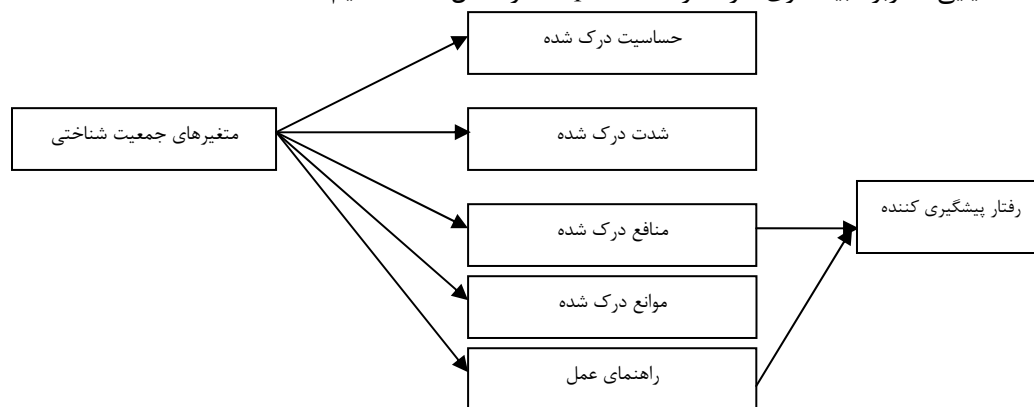 حساسیت درک شده
متغیرهای جمعیت شناختی
شدت درک شده
رفتار پیشگیری کننده
منافع درک شده
موانع درک شده
راهنمای عمل